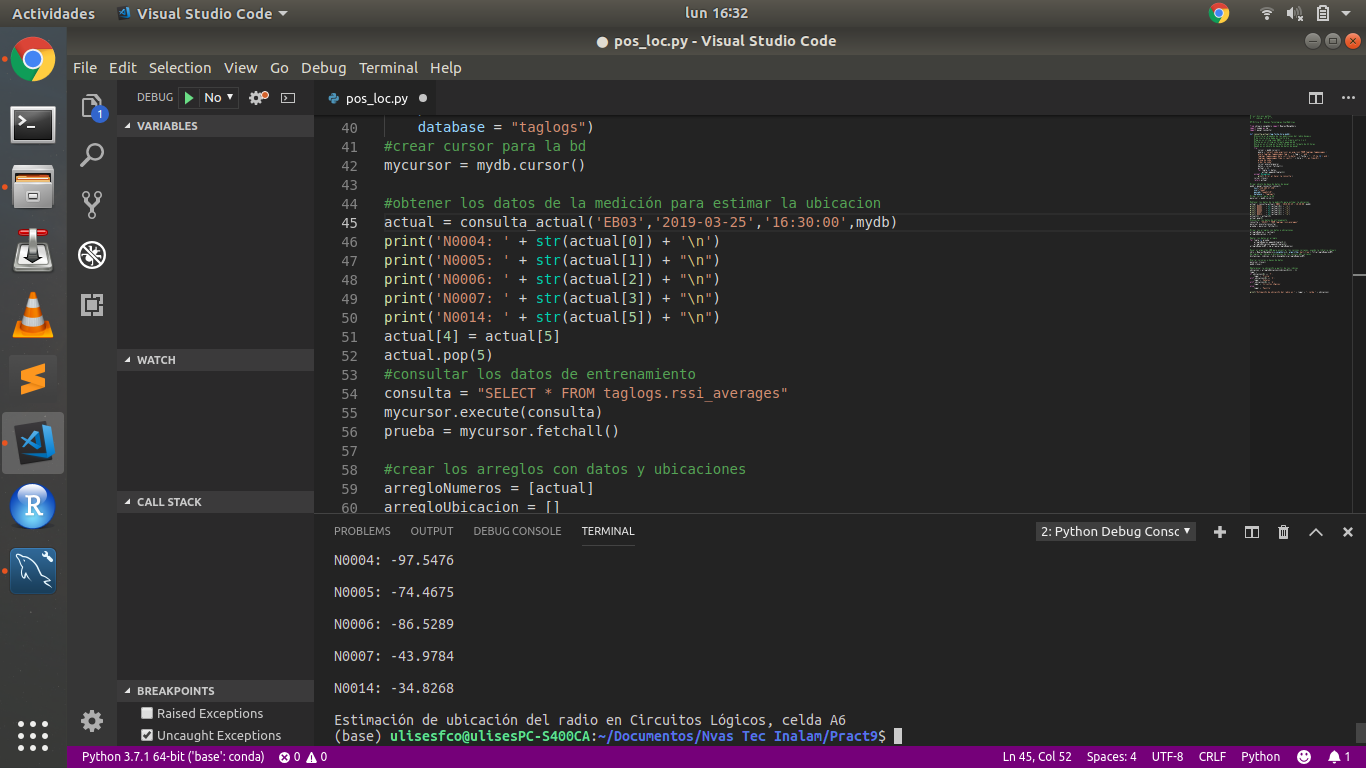 Actividades
Visual Studio Code
lun 16:32
● pos_loc.py - Visual Studio Code
File Edit Selection View Go Debug Terminal Help
DEBUG No
pos_loc.py
1
VARIABLES
WATCH
CALL STACK
BREAKPOINTS
Raised Exceptions
Uncaught Exceptions
40 database = "taglogs")
41 #crear cursor para la bd
42 mycursor = mydb.cursor()
43
44 #obtener los datos de la medición para estimar la ubicacion
45 actual = consulta_actual('EB03','2019-03-25','16:30:00',mydb)
46 print('N0004: ' + str(actual[0]) + '\n')
47 print('N0005: ' + str(actual[1]) + "\n")
48 print('N0006: ' + str(actual[2]) + "\n")
49 print('N0007: ' + str(actual[3]) + "\n")
50 print('N0014: ' + str(actual[5]) + "\n")
51 actual[4] = actual[5]
52 actual.pop(5)
53 #consultar los datos de entrenamiento
54 consulta = "SELECT * FROM taglogs.rssi_averages"
55 mycursor.execute(consulta)
56 prueba = mycursor.fetchall()
57
58 #crear los arreglos con datos y ubicaciones
59 arregloNumeros = [actual]
60 arregloUbicacion = []
PROBLEMS OUTPUT DEBUG CONSOLE TERMINAL
2: Python Debug Consc
N0004: -97.5476
N0005: -74.4675
N0006: -86.5289
N0007: -43.9784
N0014: -34.8268
Estimación de ubicación del radio en Circuitos Lógicos, celda A6
(base) ulisesfco@ulisesPC-S400CA:~/Documentos/Nvas Tec Inalam/Pract9$
Python 3.7.1 64-bit ('base': conda) 0 0
Ln 45, Col 52 Spaces: 4 UTF-8 CRLF Python 1